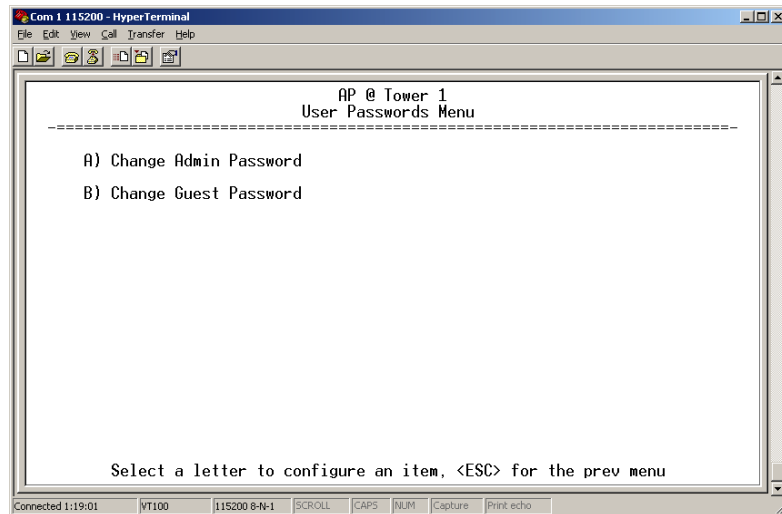 Com 1 115200 - HyperTerminal
File Edit View Call Transfer Help
AP @ Tower 1
User Passwords Menu
-==========================================================================-
A) Change Admin Password
B) Change Guest Password
Select a letter to configure an item, <ESC> for the prev menu
Connected 1:19:01 VT100 115200 8-N-1 SCROLL CAPS NUM Capture Print echo